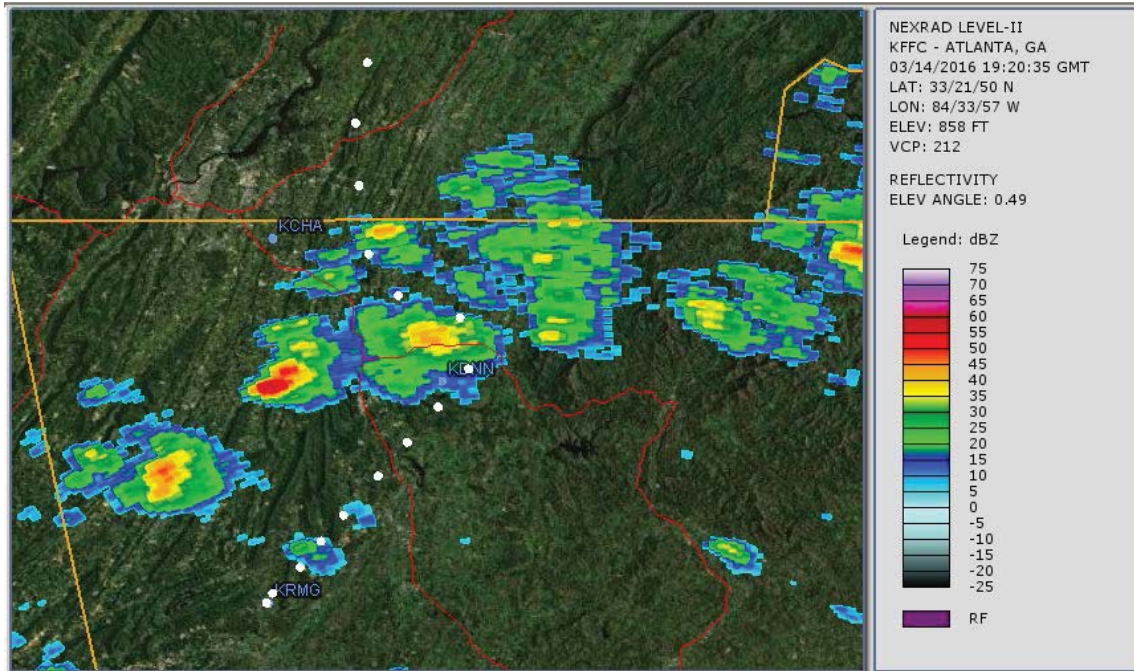 KCHA
KDNN
KRMG
NEXRAD LEVEL-II
KFFC - ATLANTA, GA
03/14/2016 19:20:35 GMT
LAT: 33/21/50 N
LON: 84/33/57 W
ELEV: 858 FT
VCP: 212
REFLECTIVITY
ELEV ANGLE: 0.49
Legend: dBZ
75
70
65
60
55
50
45
40
35
30
25
20
15
10
5
0
-5
-10
-15
-20
-25
RF